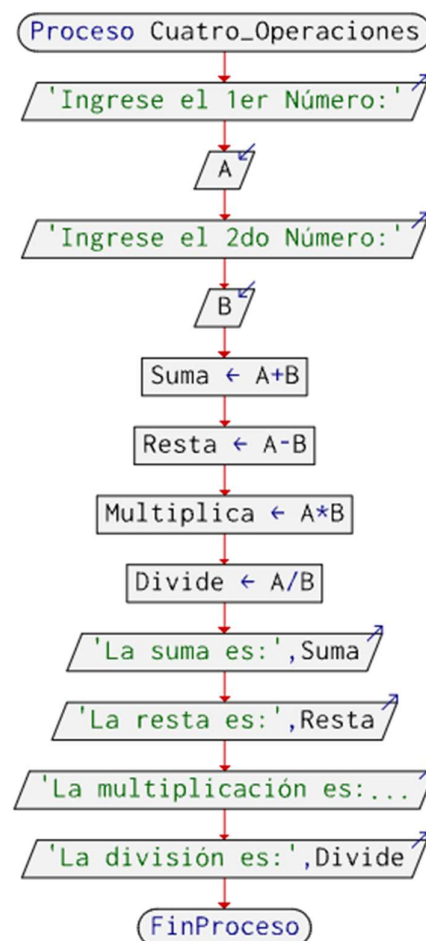 Proceso Cuatro_Operaciones
'Ingrese el 1er Número:'
A
'Ingrese el 2do Número:'
B
Suma ← A+B
Resta ← A-B
Multiplica ← A*B
Divide ← A/B
'La suma es:',Suma
'La resta es:',Resta
'La multiplicación es:...
'La división es:',Divide
FinProceso